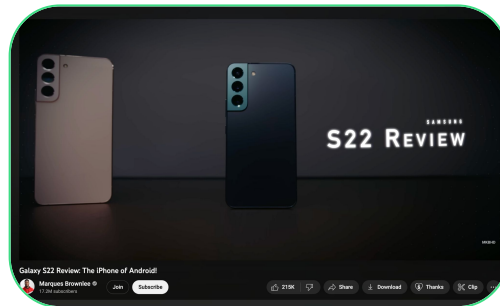 SAMSUNG
S22 REVIEW
MKBHD
Galaxy S22 Review: The iPhone of Android!
Marques Brownlee
17.2M subscribers
Join
Subscribe
215K
Share
Download
Thanks
Clip